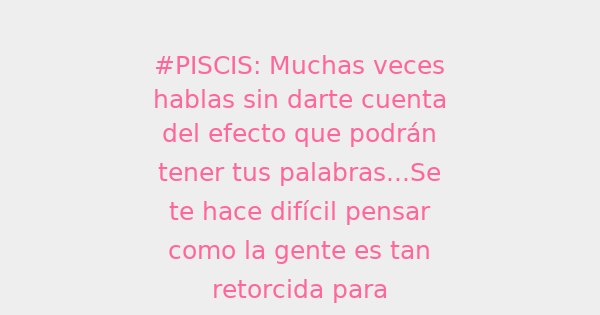 #PISCIS: Muchas veces
hablas sin darte cuenta
del efecto que podrán
tener tus palabras...Se
te hace difícil pensar
como la gente es tan
retorcida para